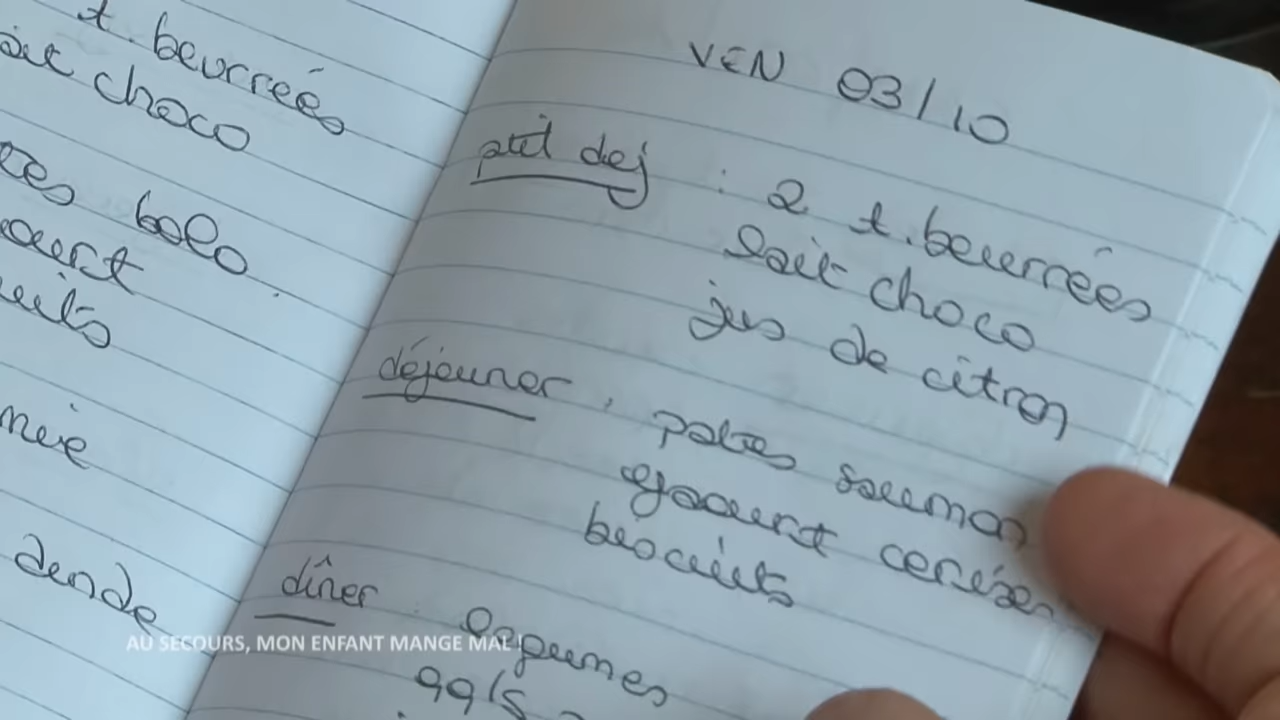 t. beurrées
lait choco
bolo
dinde
VEN 03/10
ptit dej : 2 t. beurrées
lait choco
jus de citron
déjeuner : pates saumon
yaourt cerises
biscuits
dîner : légumes
AU SECOURS, MON ENFANT MANGE MAL !